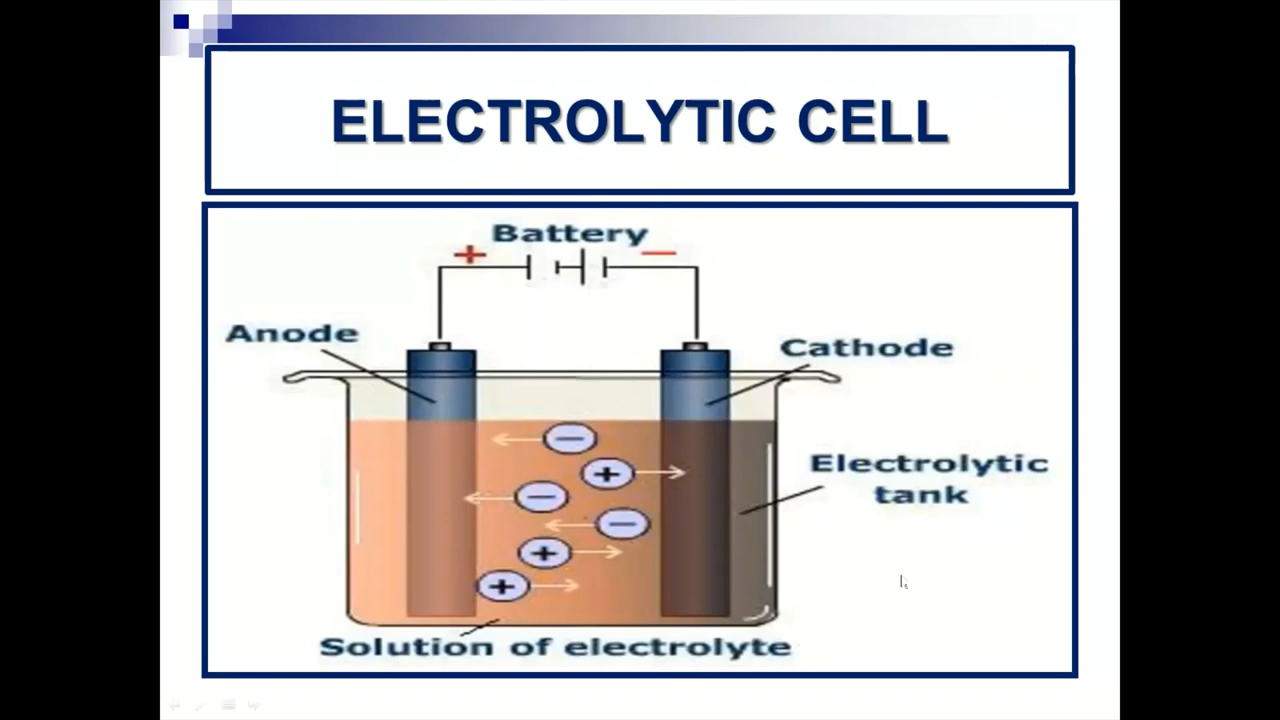 ELECTROLYTIC CELL
Battery
+ −
Anode
Cathode
−
+
−
−
+
+
Electrolytic
tank
Solution of electrolyte